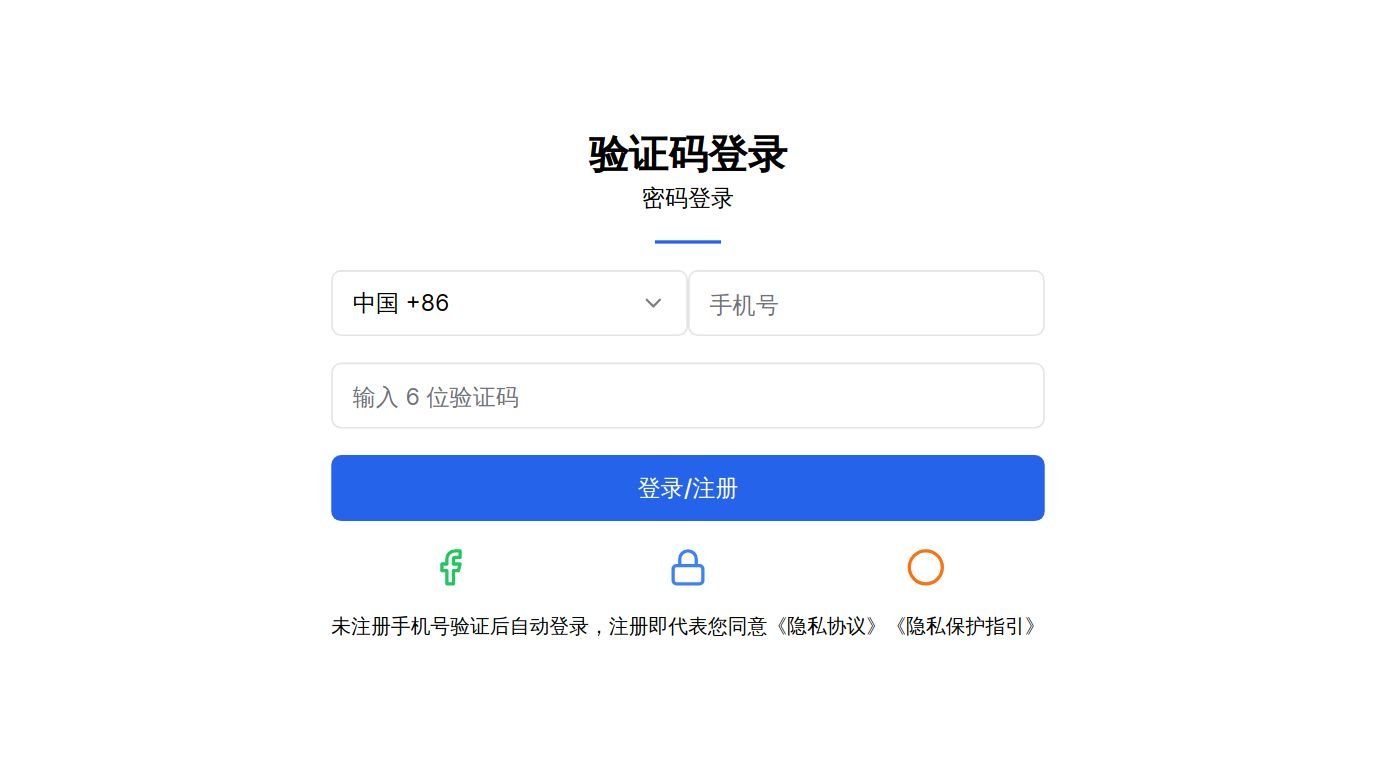 验证码登录
密码登录
中国 +86
手机号
输入 6 位验证码
登录/注册
未注册手机号验证后自动登录，注册即代表您同意《隐私协议》《隐私保护指引》